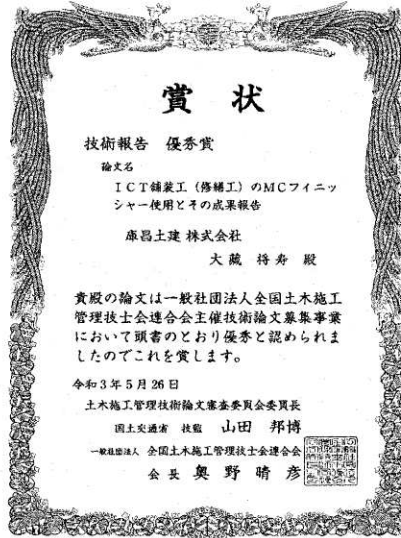 賞状
技術報告 優秀賞
論文名
ICT舗装工（修繕工）のMCフィニッ
シャー使用とその成果報告
庫昌土建 株式会社
大藏 将寿 殿
貴殿の論文は一般社団法人全国土木施工
管理技士会連合会主催技術論文募集事業
において頭書のとおり優秀と認められま
したのでこれを賞します。
令和3年5月26日
土木施工管理技術論文審査委員会委員長
国土交通省 技監 山田 邦博
一般社団法人 全国土木施工管理技士会連合会
会長 奥野晴彦